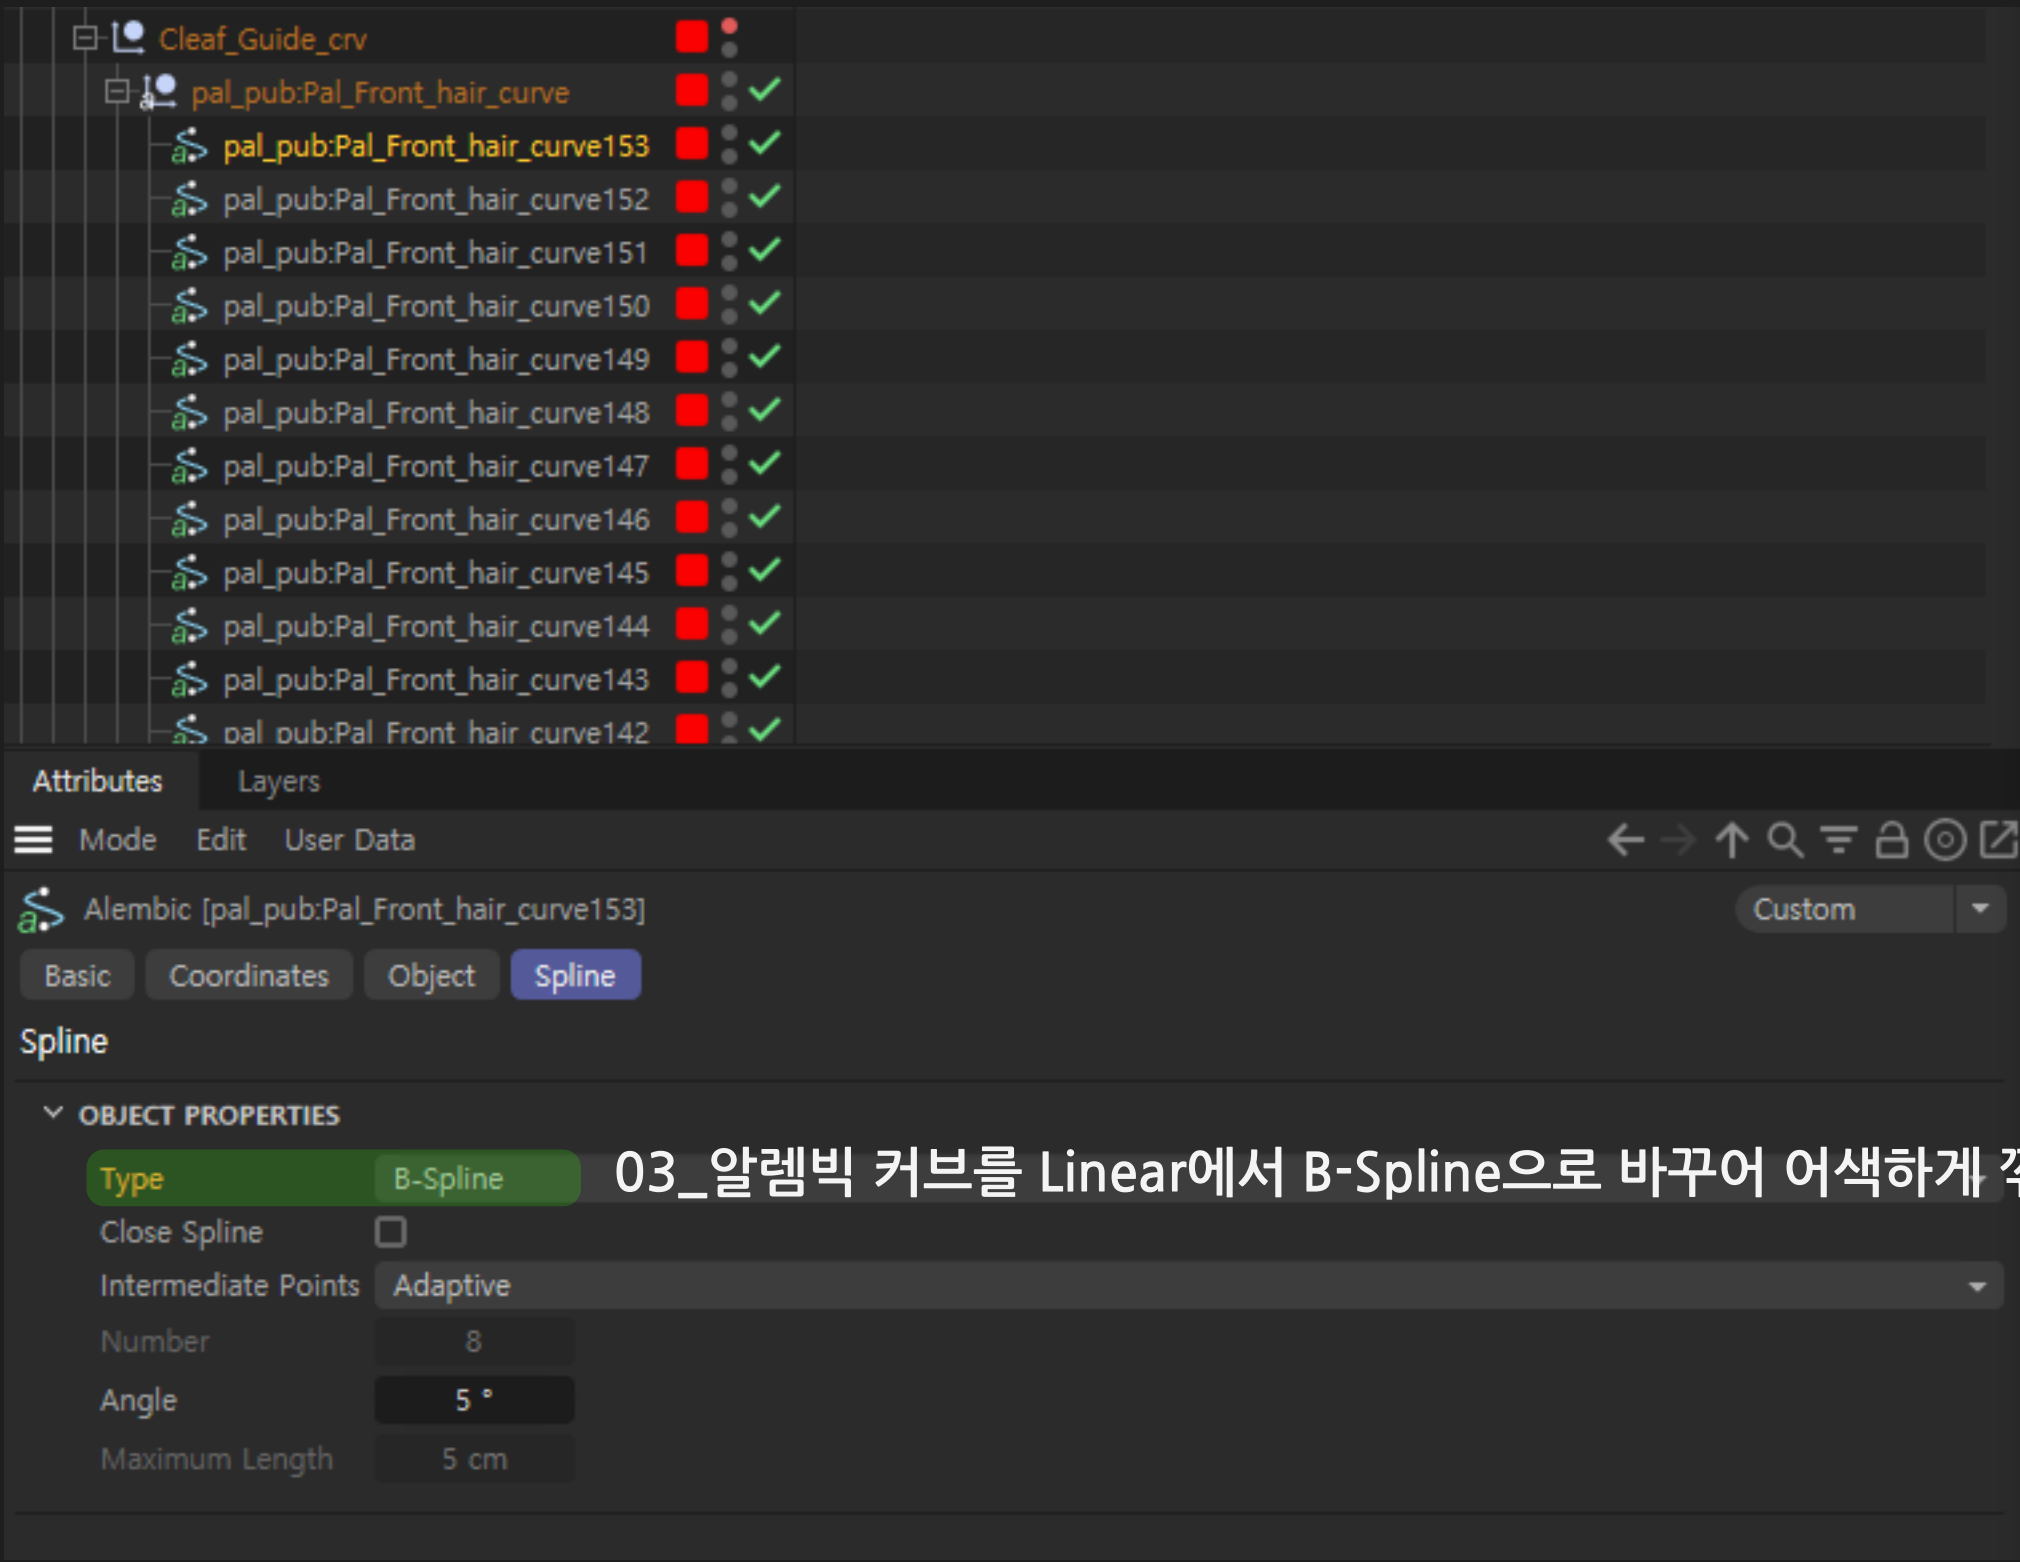 Cleaf_Guide_crv
pal_pub:Pal_Front_hair_curve
pal_pub:Pal_Front_hair_curve153
pal_pub:Pal_Front_hair_curve152
pal_pub:Pal_Front_hair_curve151
pal_pub:Pal_Front_hair_curve150
pal_pub:Pal_Front_hair_curve149
pal_pub:Pal_Front_hair_curve148
pal_pub:Pal_Front_hair_curve147
pal_pub:Pal_Front_hair_curve146
pal_pub:Pal_Front_hair_curve145
pal_pub:Pal_Front_hair_curve144
pal_pub:Pal_Front_hair_curve143
pal_pub:Pal_Front_hair_curve142
Attributes Layers
Mode Edit User Data
Alembic [pal_pub:Pal_Front_hair_curve153] Custom
Basic Coordinates Object Spline
Spline
OBJECT PROPERTIES
Type B-Spline 03_알렘빅 커브를 Linear에서 B-Spline으로 바꾸어 어색하게
Close Spline
Intermediate Points Adaptive
Number 8
Angle 5 °
Maximum Length 5 cm